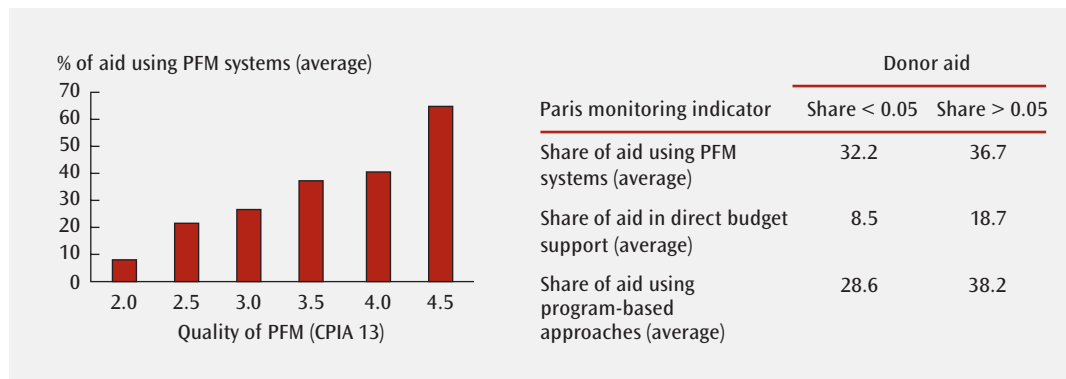 % of aid using PFM systems (average)
70
60
50
40
30
20
10
0
2.0 2.5 3.0 3.5 4.0 4.5
Quality of PFM (CPIA 13)
Donor aid
Paris monitoring indicator Share < 0.05 Share > 0.05
Share of aid using PFM 32.2 36.7
systems (average)
Share of aid in direct budget 8.5 18.7
support (average)
Share of aid using 28.6 38.2
program-based
approaches (average)